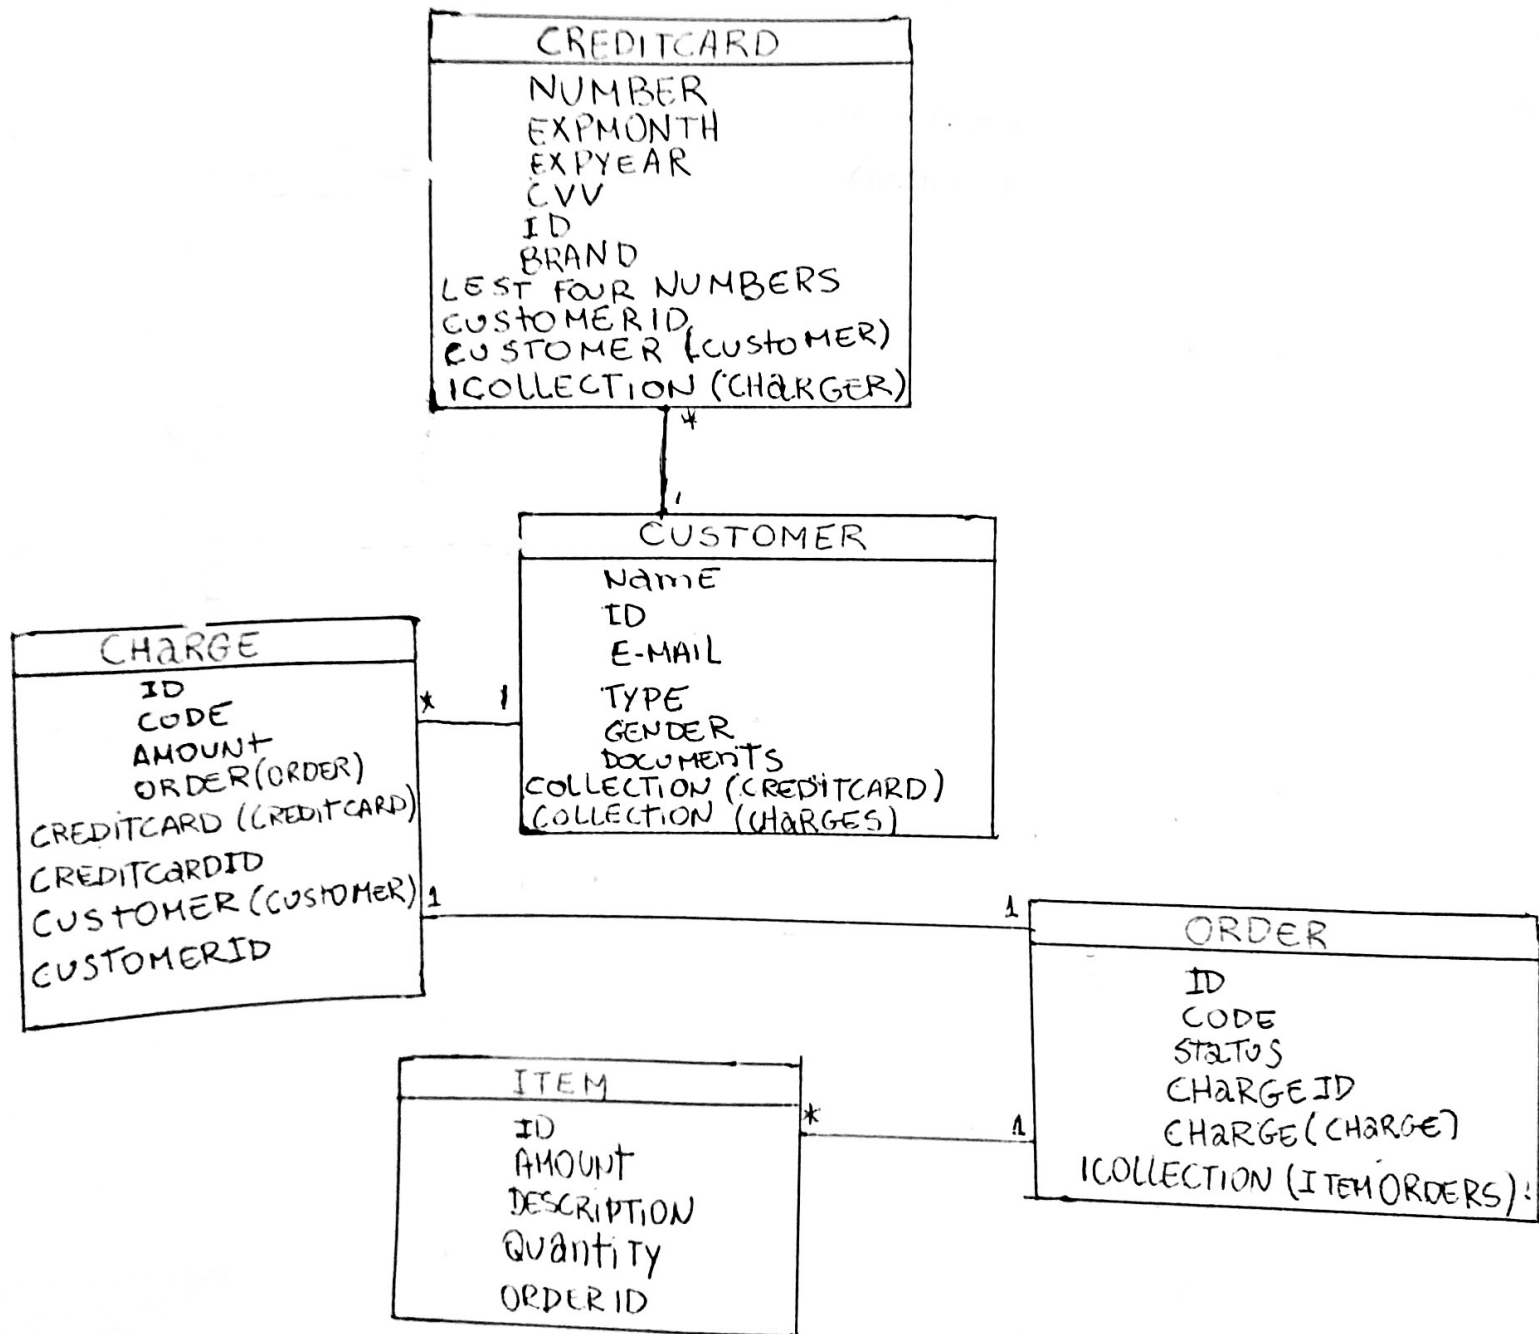 CREDITCARD
NUMBER
EXPMONTH
EXPYEAR
CVV
ID
BRAND
LEST FOUR NUMBERS
CUSTOMERID
CUSTOMER (CUSTOMER)
ICOLLECTION (CHARGER)
*
1
CUSTOMER
NAME
ID
E-MAIL
TYPE
GENDER
DOCUMENTS
COLLECTION (CREDITCARD)
COLLECTION (CHARGES)
CHARGE
ID
CODE
AMOUNT
ORDER(ORDER)
CREDITCARD (CREDITCARD)
CREDITCARDID
CUSTOMER (CUSTOMER)
CUSTOMERID
* 1
1 1
ORDER
ID
CODE
STATUS
CHARGEID
CHARGE(CHARGE)
ICOLLECTION (ITEMORDERS)
* 1
ITEM
ID
AMOUNT
DESCRIPTION
QUANTITY
ORDERID